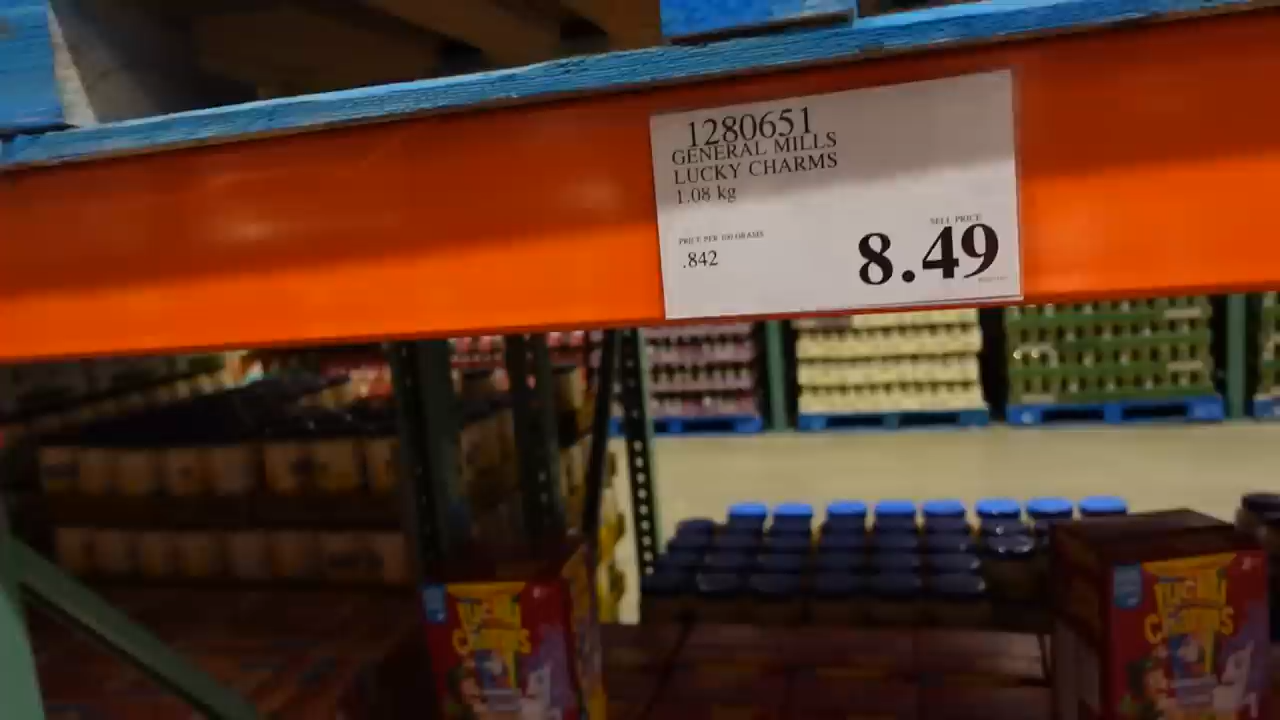 1280651
GENERAL MILLS
LUCKY CHARMS
1.08 kg
SELL PRICE
PRICE PER 100 GRAMS
.842
8.49
LUCKY
CHARMS
LUCKY
CHARMS